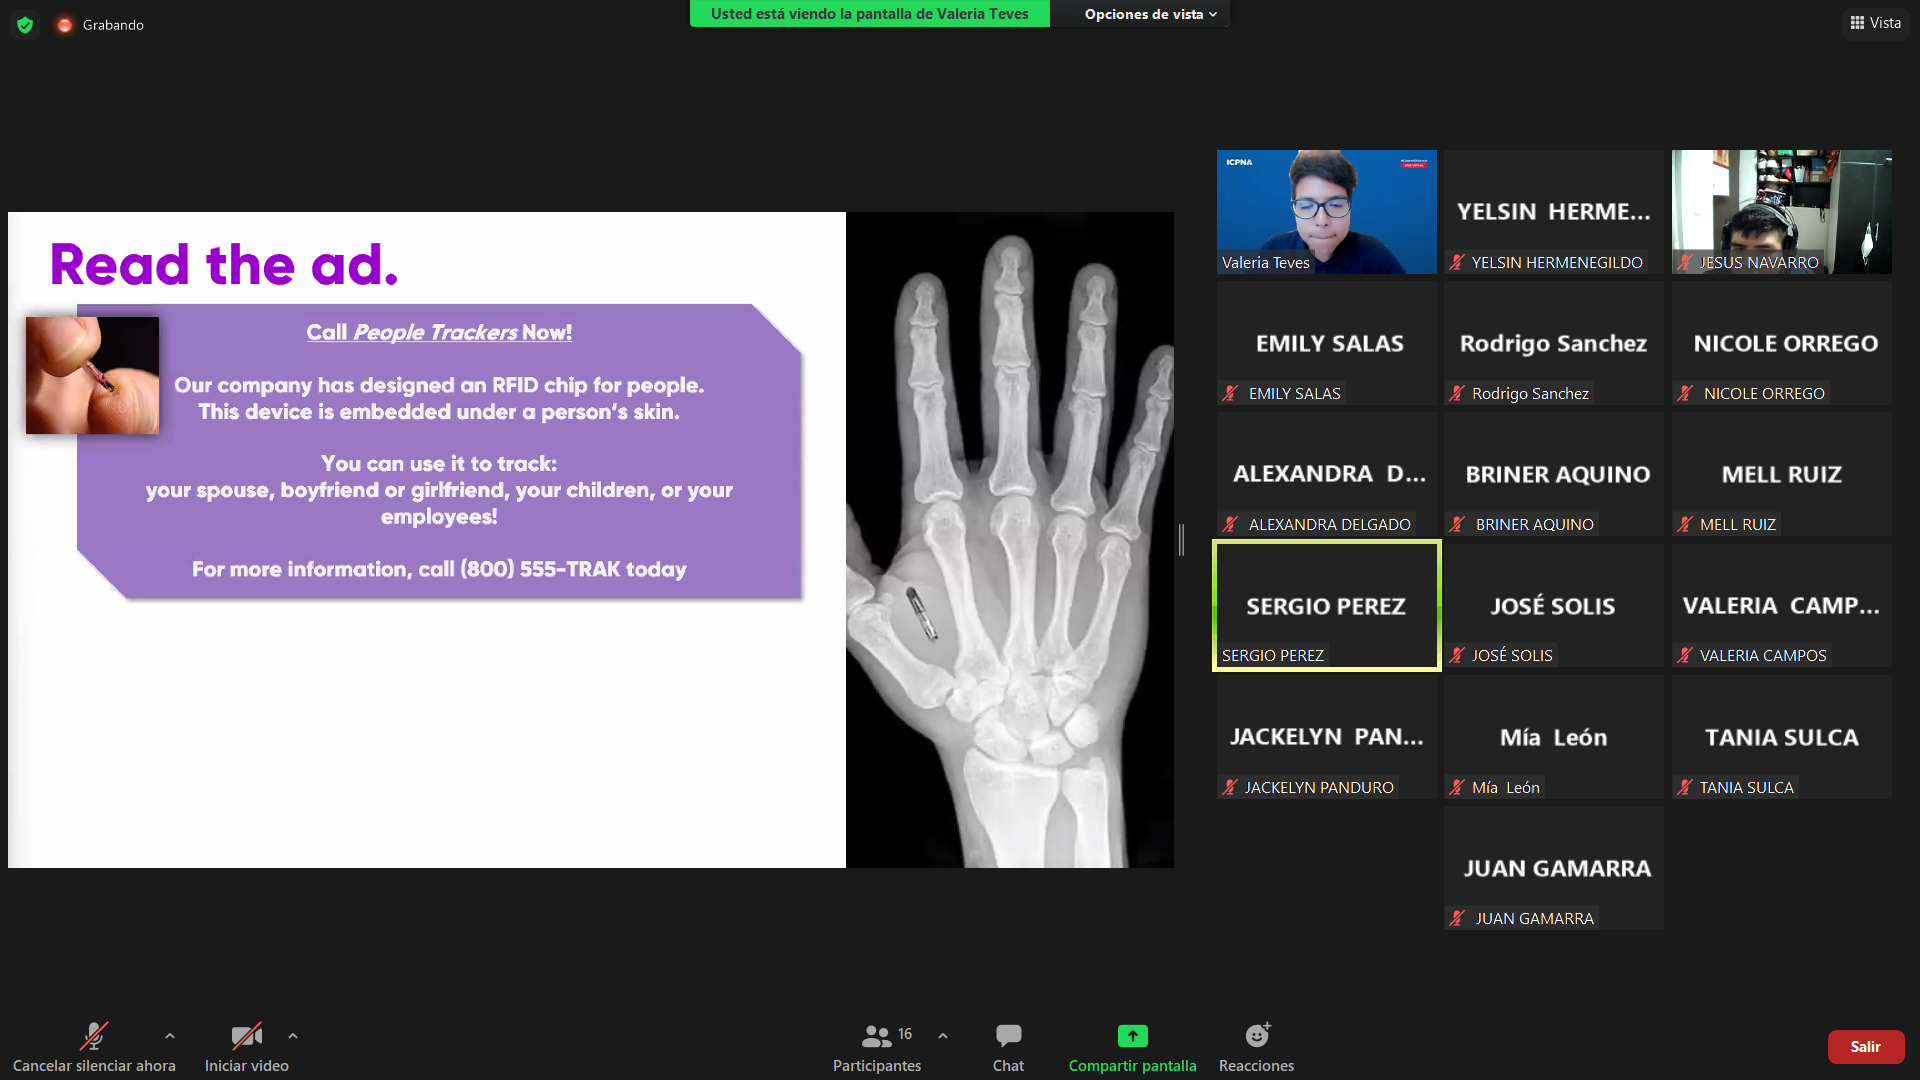 Grabando
Usted está viendo la pantalla de Valeria Teves
Opciones de vista
Vista
Read the ad.
Call People Trackers Now!
Our company has designed an RFID chip for people.
This device is embedded under a person's skin.
You can use it to track:
your spouse, boyfriend or girlfriend, your children, or your
employees!
For more information, call (800) 555-TRAK today
ICPNA
Valeria Teves
YELSIN HERME...
YELSIN HERMENEGILDO
JESUS NAVARRO
EMILY SALAS
EMILY SALAS
Rodrigo Sanchez
Rodrigo Sanchez
NICOLE ORREGO
NICOLE ORREGO
ALEXANDRA D...
ALEXANDRA DELGADO
BRINER AQUINO
BRINER AQUINO
MELL RUIZ
MELL RUIZ
SERGIO PEREZ
SERGIO PEREZ
JOSÉ SOLIS
JOSÉ SOLIS
VALERIA CAMP...
VALERIA CAMPOS
JACKELYN PAN...
JACKELYN PANDURO
Mía León
Mía León
TANIA SULCA
TANIA SULCA
JUAN GAMARRA
JUAN GAMARRA
Cancelar silenciar ahora
Iniciar video
16
Participantes
Chat
Compartir pantalla
Reacciones
Salir